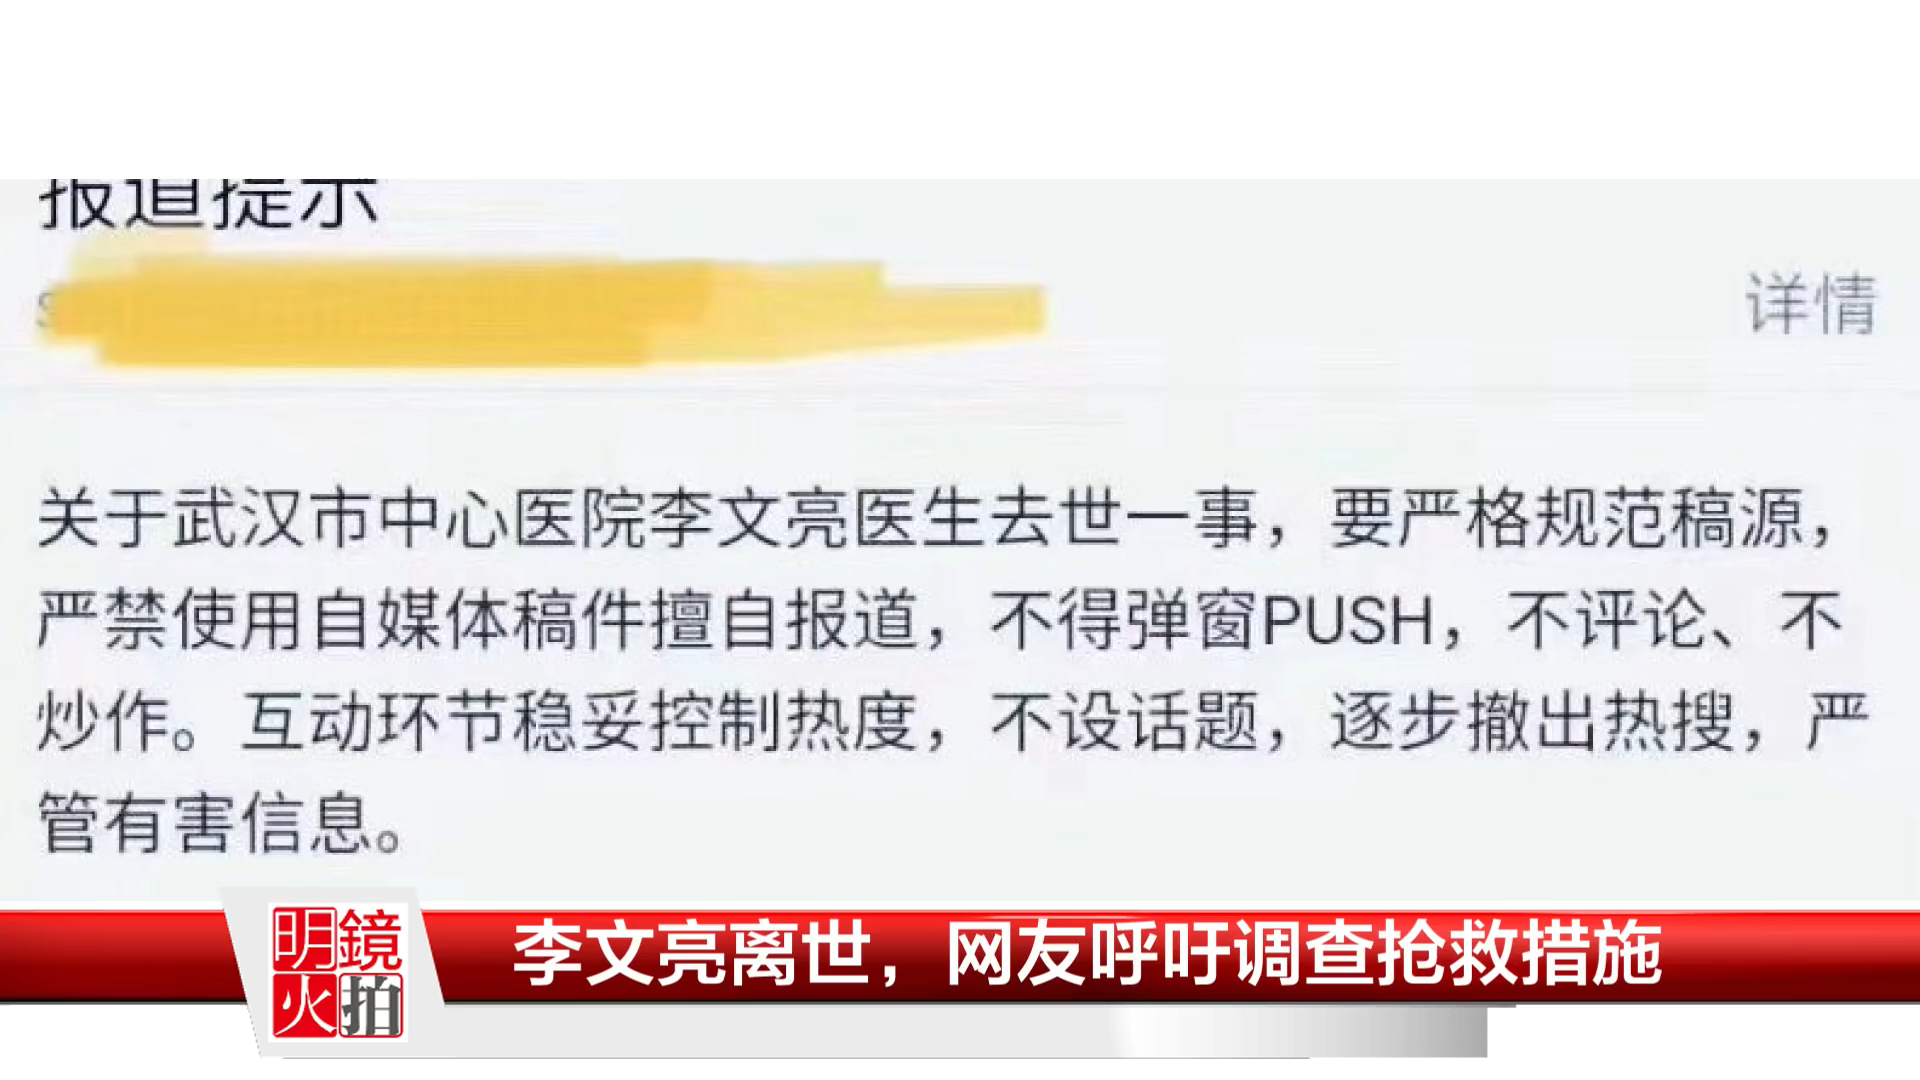 报道提示
详情
关于武汉市中心医院李文亮医生去世一事，要严格规范稿源，
严禁使用自媒体稿件擅自报道，不得弹窗PUSH，不评论、不
炒作。互动环节稳妥控制热度，不设话题，逐步撤出热搜，严
管有害信息。
明鏡
火拍
李文亮离世，网友呼吁调查抢救措施